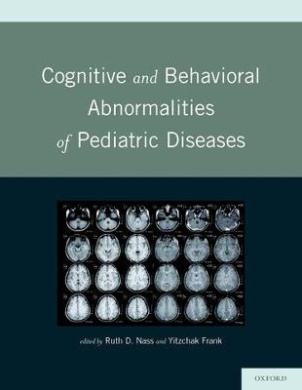 Cognitive and Behavioral
Abnormalities
of Pediatric Diseases
edited by Ruth D. Nass and Yitzchak Frank
OXFORD